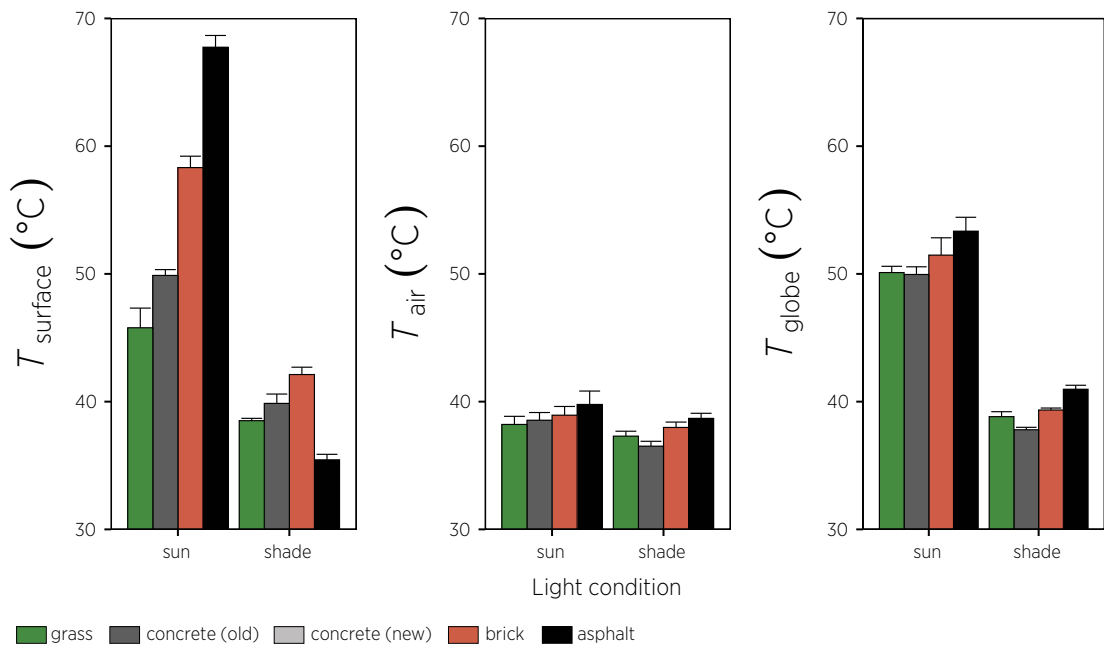 70
60
50
40
30
T surface (°C)
sun
shade
70
60
50
40
30
T air (°C)
sun
shade
70
60
50
40
30
T globe (°C)
sun
shade
Light condition
grass
concrete (old)
concrete (new)
brick
asphalt